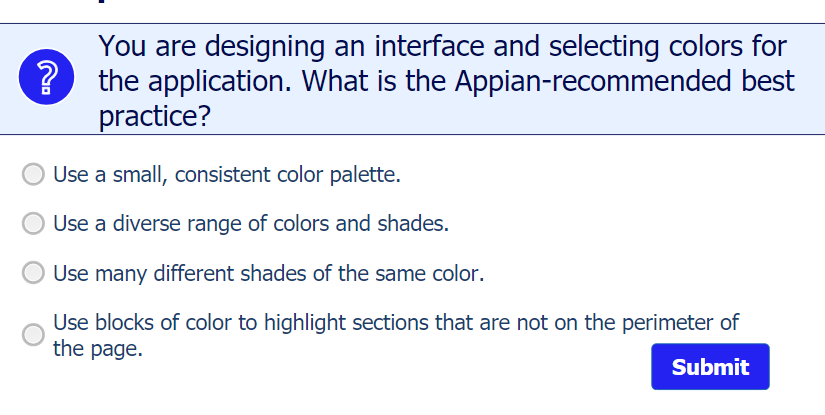 You are designing an interface and selecting colors for
the application. What is the Appian-recommended best
practice?
Use a small, consistent color palette.
Use a diverse range of colors and shades.
Use many different shades of the same color.
Use blocks of color to highlight sections that are not on the perimeter of
the page.
Submit